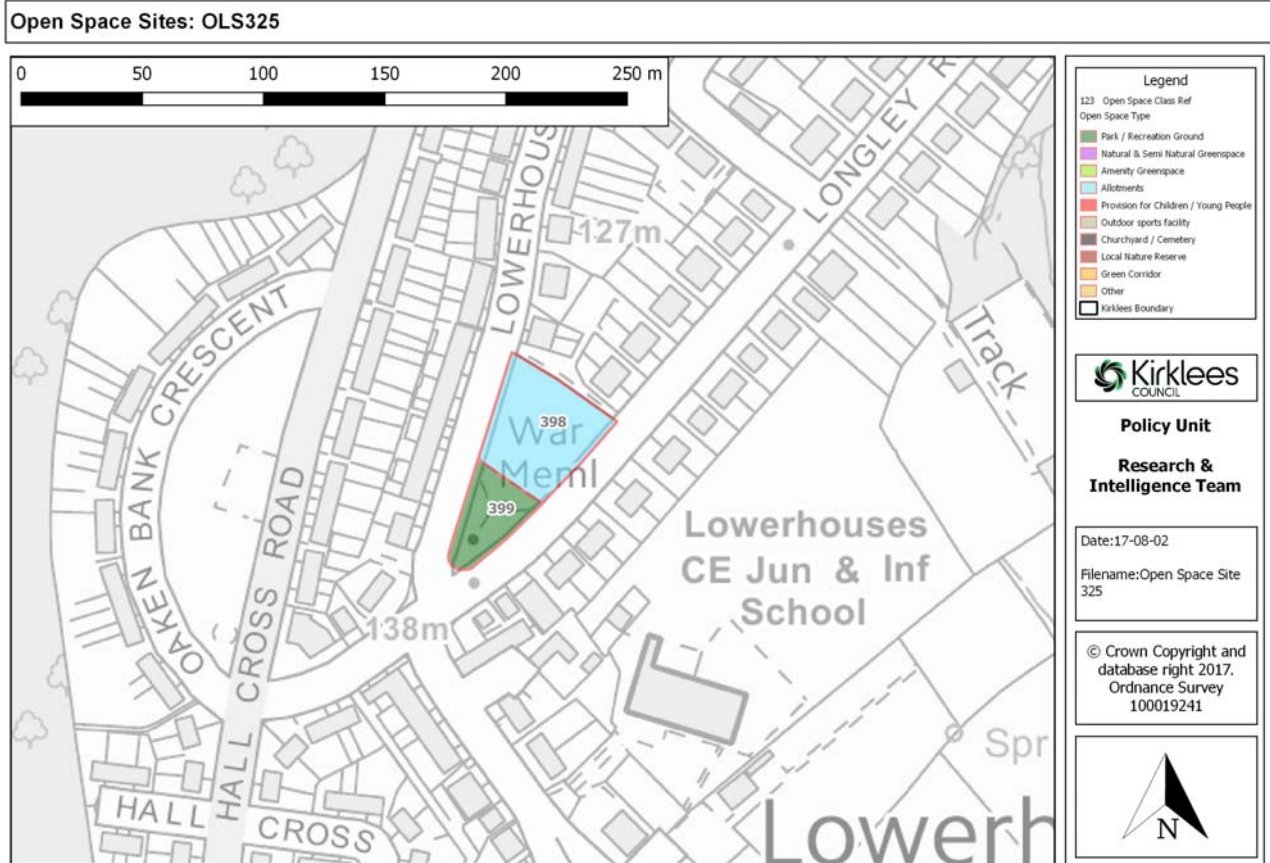 Open Space Sites: OLS325
0 50 100 150 200 250 m
LOWERHOUS
LONGLEY R
127m
OAKEN BANK CRESCENT
HALL CROSS ROAD
Track
398
War
Meml
399
Lowerhouses
CE Jun & Inf
School
138m
Spr
HALL CROSS
Lowerh
Legend
123 Open Space Class Ref
Open Space Type
Park / Recreation Ground
Natural & Semi Natural Greenspace
Amenity Greenspace
Allotments
Provision for Children / Young People
Outdoor sports facility
Churchyard / Cemetery
Local Nature Reserve
Green Corridor
Other
Kirklees Boundary
Kirklees
COUNCIL
Policy Unit
Research &
Intelligence Team
Date:17-08-02
Filename:Open Space Site
325
© Crown Copyright and
database right 2017.
Ordnance Survey
100019241
N